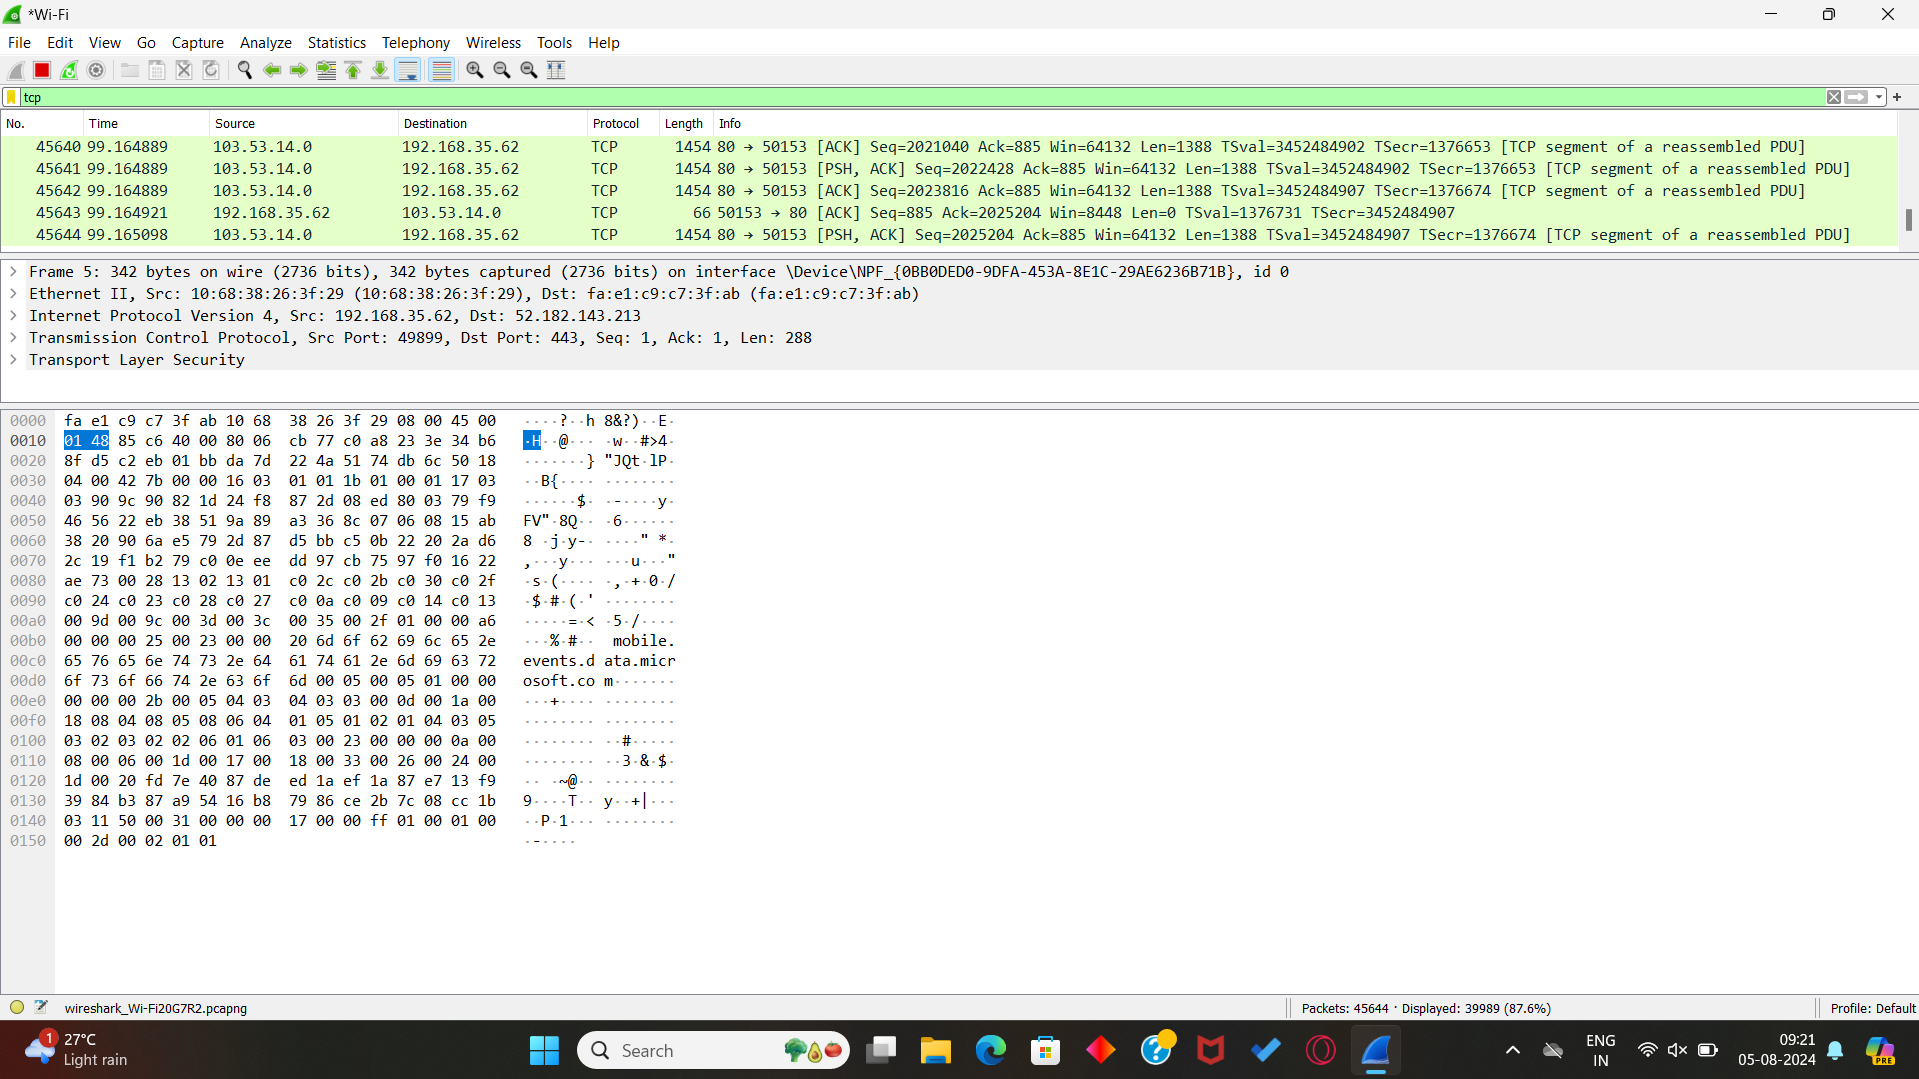 *Wi-Fi
File Edit View Go Capture Analyze Statistics Telephony Wireless Tools Help
tcp
No. Time Source Destination Protocol Length Info
45640 99.164889 103.53.14.0 192.168.35.62 TCP 1454 80 → 50153 [ACK] Seq=2021040 Ack=885 Win=64132 Len=1388 TSval=3452484902 TSecr=1376653 [TCP segment of a reassembled PDU]
45641 99.164889 103.53.14.0 192.168.35.62 TCP 1454 80 → 50153 [PSH, ACK] Seq=2022428 Ack=885 Win=64132 Len=1388 TSval=3452484902 TSecr=1376653 [TCP segment of a reassembled PDU]
45642 99.164889 103.53.14.0 192.168.35.62 TCP 1454 80 → 50153 [ACK] Seq=2023816 Ack=885 Win=64132 Len=1388 TSval=3452484907 TSecr=1376674 [TCP segment of a reassembled PDU]
45643 99.164921 192.168.35.62 103.53.14.0 TCP 66 50153 → 80 [ACK] Seq=885 Ack=2025204 Win=8448 Len=0 TSval=1376731 TSecr=3452484907
45644 99.165098 103.53.14.0 192.168.35.62 TCP 1454 80 → 50153 [PSH, ACK] Seq=2025204 Ack=885 Win=64132 Len=1388 TSval=3452484907 TSecr=1376674 [TCP segment of a reassembled PDU]
Frame 5: 342 bytes on wire (2736 bits), 342 bytes captured (2736 bits) on interface \Device\NPF_{0BB0DED0-9DFA-453A-8E1C-29AE6236B71B}, id 0
Ethernet II, Src: 10:68:38:26:3f:29 (10:68:38:26:3f:29), Dst: fa:e1:c9:c7:3f:ab (fa:e1:c9:c7:3f:ab)
Internet Protocol Version 4, Src: 192.168.35.62, Dst: 52.182.143.213
Transmission Control Protocol, Src Port: 49899, Dst Port: 443, Seq: 1, Ack: 1, Len: 288
Transport Layer Security
0000 fa e1 c9 c7 3f ab 10 68 38 26 3f 29 08 00 45 00 ····?··h 8&?)··E·
0010 01 48 85 c6 40 00 80 06 cb 77 c0 a8 23 3e 34 b6 ·H··@··· ·w··#>4·
0020 8f d5 c2 eb 01 bb da 7d 22 4a 51 74 db 6c 50 18 ·······} "JQt·lP·
0030 04 00 42 7b 00 00 16 03 01 01 1b 01 00 01 17 03 ··B{···· ········
0040 03 90 9c 90 82 1d 24 f8 87 2d 08 ed 80 03 79 f9 ······$· ·-····y·
0050 46 56 22 eb 38 51 9a 89 a3 36 8c 07 06 08 15 ab FV"·8Q·· ·6······
0060 38 20 90 6a e5 79 2d 87 d5 bb c5 0b 22 20 2a d6 8 ·j·y-· ····" *·
0070 2c 19 f1 b2 79 c0 0e ee dd 97 cb 75 97 f0 16 22 ,···y··· ···u···"
0080 ae 73 00 28 13 02 13 01 c0 2c c0 2b c0 30 c0 2f ·s·(···· ·,·+·0·/
0090 c0 24 c0 23 c0 28 c0 27 c0 0a c0 09 c0 14 c0 13 ·$·#·(·' ········
00a0 00 9d 00 9c 00 3d 00 3c 00 35 00 2f 01 00 00 a6 ·····=·< ·5·/····
00b0 00 00 00 25 00 23 00 00 20 6d 6f 62 69 6c 65 2e ···%·#·· mobile.
00c0 65 76 65 6e 74 73 2e 64 61 74 61 2e 6d 69 63 72 events.d ata.micr
00d0 6f 73 6f 66 74 2e 63 6f 6d 00 05 00 05 01 00 00 osoft.co m·······
00e0 00 00 00 2b 00 05 04 03 04 03 03 00 0d 00 1a 00 ···+···· ········
00f0 18 08 04 08 05 08 06 04 01 05 01 02 01 04 03 05 ········ ········
0100 03 02 03 02 02 06 01 06 03 00 23 00 00 00 0a 00 ········ ··#·····
0110 08 00 06 00 1d 00 17 00 18 00 33 00 26 00 24 00 ········ ··3·&·$·
0120 1d 00 20 fd 7e 40 87 de ed 1a ef 1a 87 e7 13 f9 ·· ·~@·· ········
0130 39 84 b3 87 a9 54 16 b8 79 86 ce 2b 7c 08 cc 1b 9····T·· y··+|···
0140 03 11 50 00 31 00 00 00 17 00 00 ff 01 00 01 00 ··P·1··· ········
0150 00 2d 00 02 01 01 ·-····
wireshark_Wi-Fi20G7R2.pcapng Packets: 45644 · Displayed: 39989 (87.6%) Profile: Default
1 27°C
Light rain
Search
PRE
ENG
IN
09:21
05-08-2024